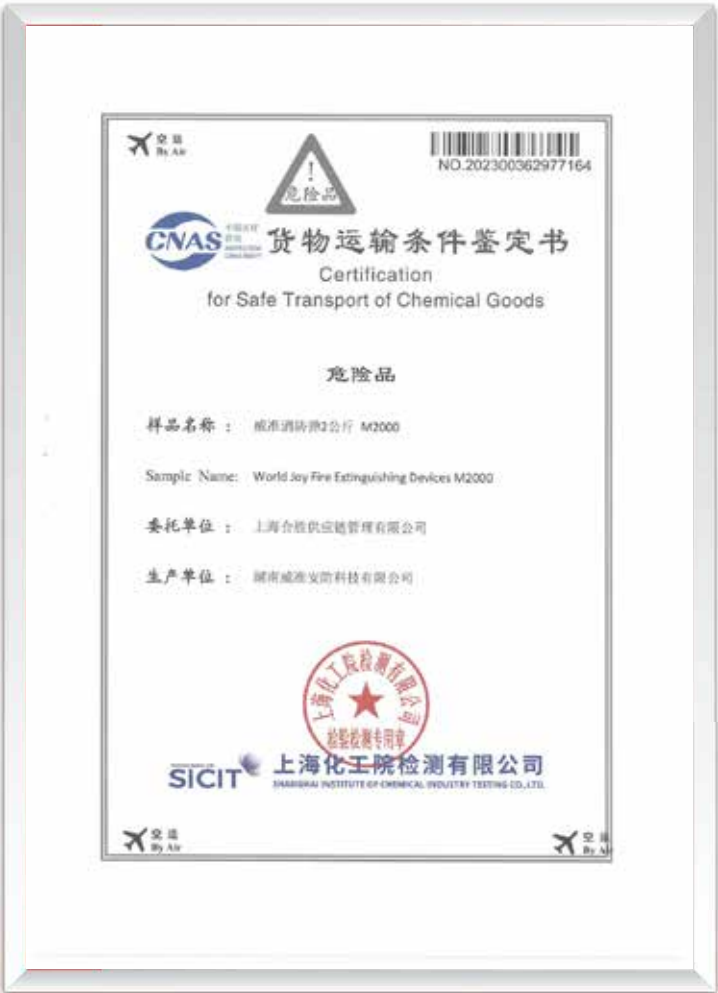 空运
By Air
NO.202300362977164
!
危险品
CNAS
货物运输条件鉴定书
Certification
for Safe Transport of Chemical Goods
危险品
样品名称 : 威准消防弹2公斤 M2000
Sample Name: World Joy Fire Extinguishing Devices M2000
委托单位 : 上海合胜供应链管理有限公司
生产单位 : 湖南威准安防科技有限公司
上海化工院检测有限公司
检验检测专用章
SICIT 上海化工院检测有限公司
SHANGHAI INSTITUTE OF CHEMICAL INDUSTRY TESTING CO.,LTD.
空运
By Air
空运
By Air